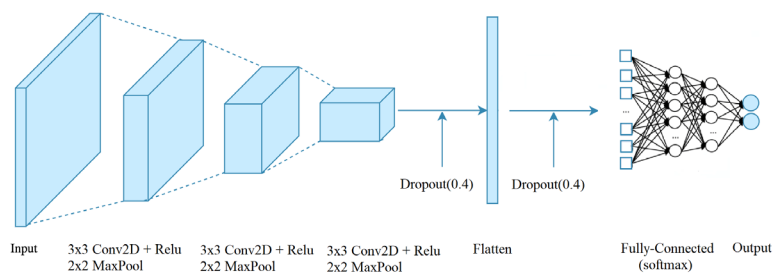 Dropout(0.4)
Dropout(0.4)
Input
3x3 Conv2D + Relu
2x2 MaxPool
3x3 Conv2D + Relu
2x2 MaxPool
3x3 Conv2D + Relu
2x2 MaxPool
Flatten
Fully-Connected
(softmax)
Output